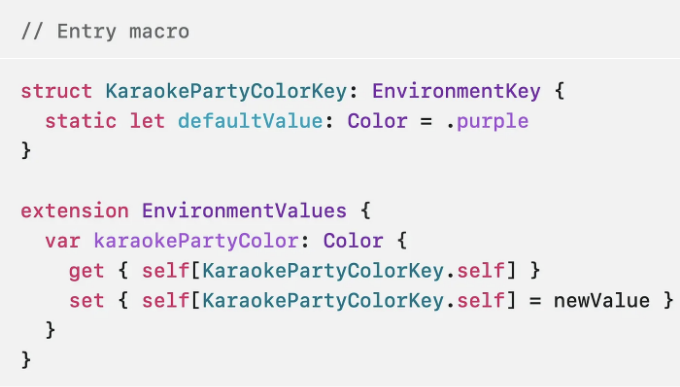 // Entry macro
struct KaraokePartyColorKey: EnvironmentKey {
  static let defaultValue: Color = .purple
}
extension EnvironmentValues {
  var karaokePartyColor: Color {
    get { self[KaraokePartyColorKey.self] }
    set { self[KaraokePartyColorKey.self] = newValue }
  }
}